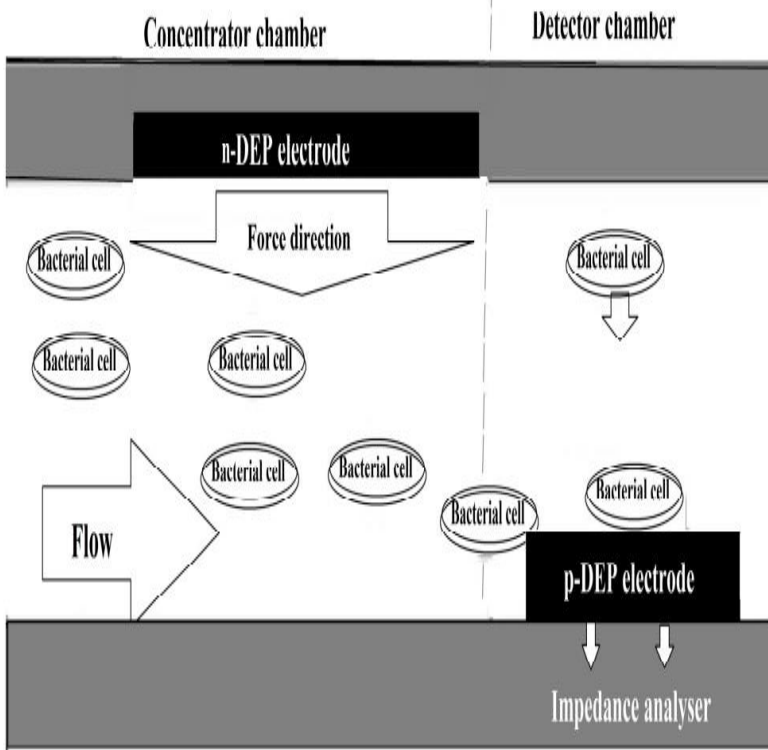 Concentrator chamber
Detector chamber
n-DEP electrode
Force direction
Bacterial cell
Bacterial cell
Bacterial cell
Bacterial cell
Bacterial cell
Bacterial cell
Bacterial cell
Bacterial cell
Flow
p-DEP electrode
Impedance analyser